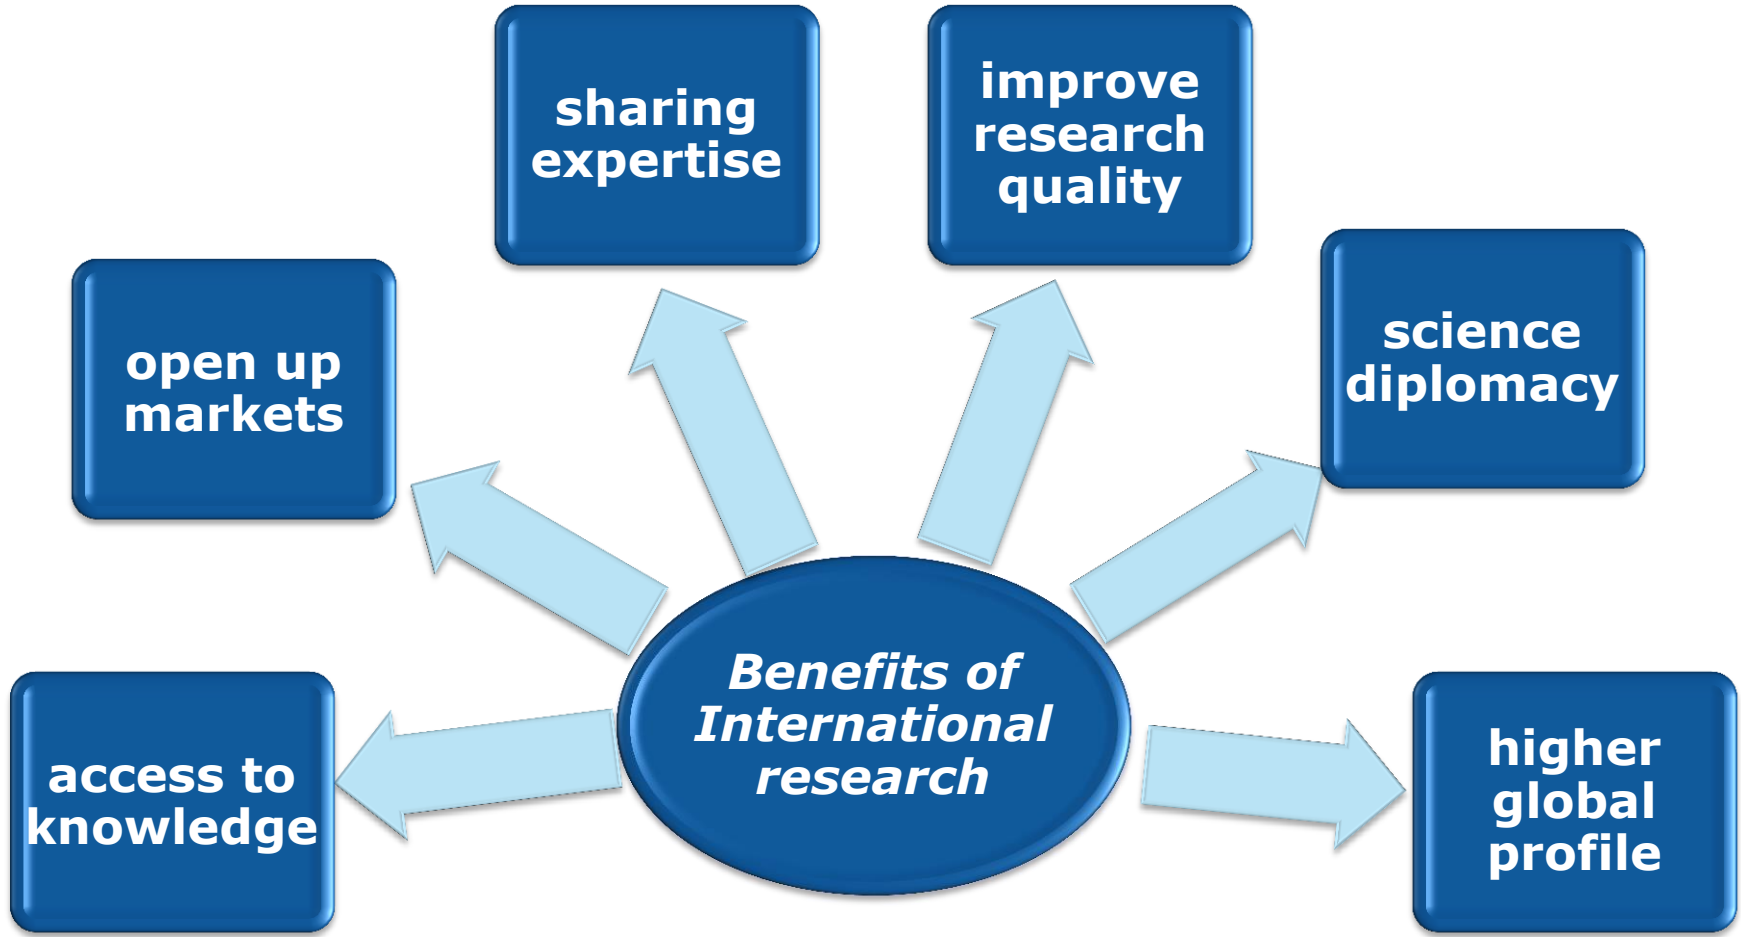 sharing
expertise
improve
research
quality
open up
markets
science
diplomacy
Benefits of
International
research
access to
knowledge
higher
global
profile